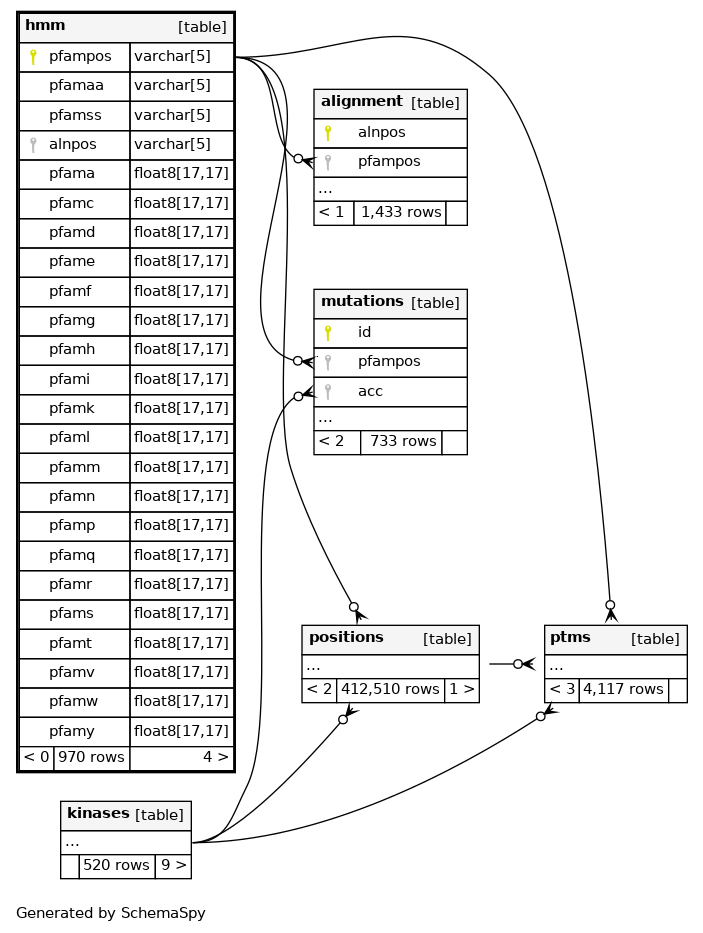 hmm [table]
pfampos varchar[5]
pfamaa varchar[5]
pfamss varchar[5]
alnpos varchar[5]
pfama float8[17,17]
pfamc float8[17,17]
pfamd float8[17,17]
pfame float8[17,17]
pfamf float8[17,17]
pfamg float8[17,17]
pfamh float8[17,17]
pfami float8[17,17]
pfamk float8[17,17]
pfaml float8[17,17]
pfamm float8[17,17]
pfamn float8[17,17]
pfamp float8[17,17]
pfamq float8[17,17]
pfamr float8[17,17]
pfams float8[17,17]
pfamt float8[17,17]
pfamv float8[17,17]
pfamw float8[17,17]
pfamy float8[17,17]
< 0 970 rows 4 >
alignment [table]
alnpos
pfampos
...
< 1 1,433 rows
mutations [table]
id
pfampos
acc
...
< 2 733 rows
positions [table]
...
< 2 412,510 rows 1 >
ptms [table]
...
< 3 4,117 rows
kinases [table]
...
520 rows 9 >
Generated by SchemaSpy